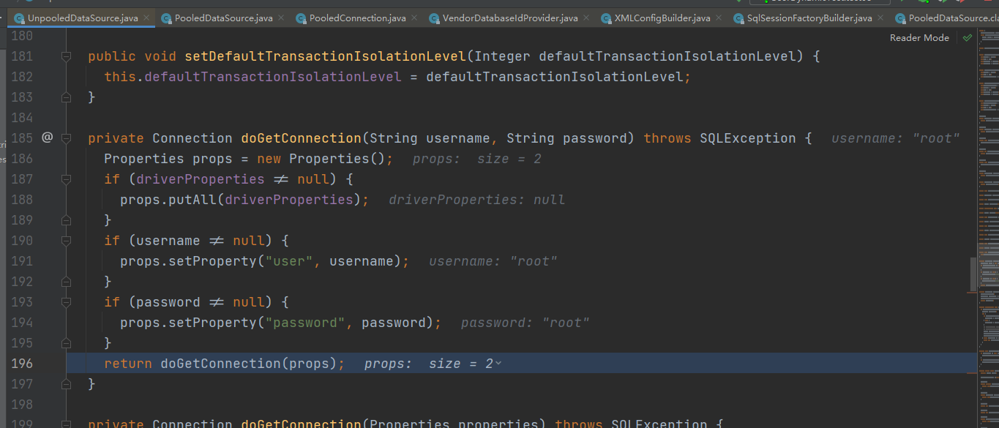 UnpooledDataSource.java PooledDataSource.java PooledConnection.java VendorDatabaseIdProvider.java XMLConfigBuilder.java SqlSessionFactoryBuilder.java PooledDataSource.cla
Reader Mode
180
181 public void setDefaultTransactionIsolationLevel(Integer defaultTransactionIsolationLevel) {
182 this.defaultTransactionIsolationLevel = defaultTransactionIsolationLevel;
183 }
184
185 @ private Connection doGetConnection(String username, String password) throws SQLException { username: "root"
186 Properties props = new Properties(); props: size = 2
187 if (driverProperties ≠ null) {
188 props.putAll(driverProperties); driverProperties: null
189 }
190 if (username ≠ null) {
191 props.setProperty("user", username); username: "root"
192 }
193 if (password ≠ null) {
194 props.setProperty("password", password); password: "root"
195 }
196 return doGetConnection(props); props: size = 2
197 }
198
199 private Connection doGetConnection(Properties properties) throws SQLException {